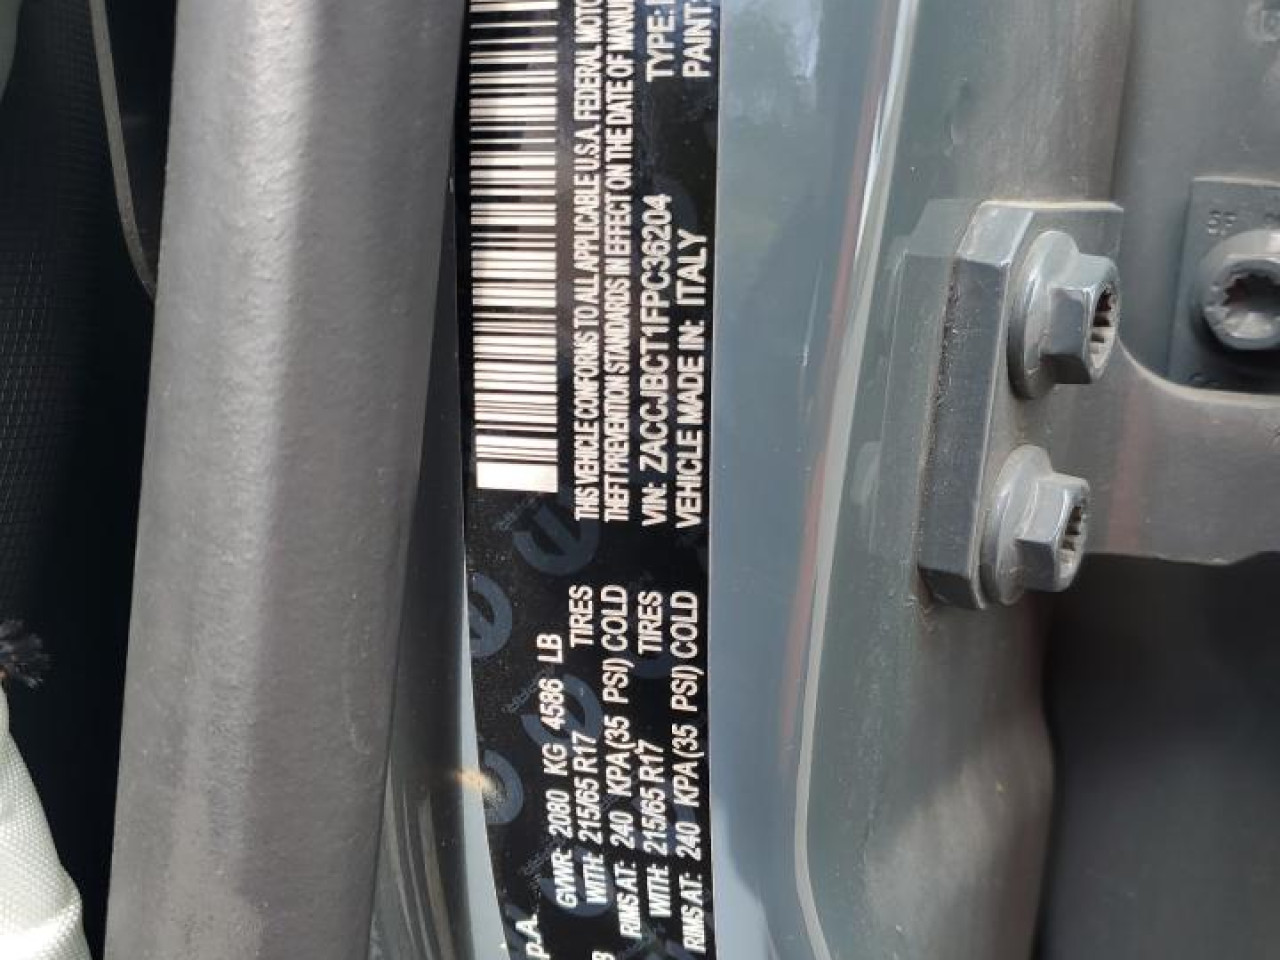 P.A.
GVWR: 2080 KG 4586 LB
WITH: 215/65 R17 TIRES
RIMS AT: 240 KPA (35 PSI) COLD
WITH: 215/65 R17 TIRES
RIMS AT: 240 KPA (35 PSI) COLD
THIS VEHICLE CONFORMS TO ALL APPLICABLE U.S.A. FEDERAL MOTO
THEFT PREVENTION STANDARDS IN EFFECT ON THE DATE OF MANU
VIN: ZACCJBCT1FPC36204 TYPE:
VEHICLE MADE IN: ITALY PAINT: